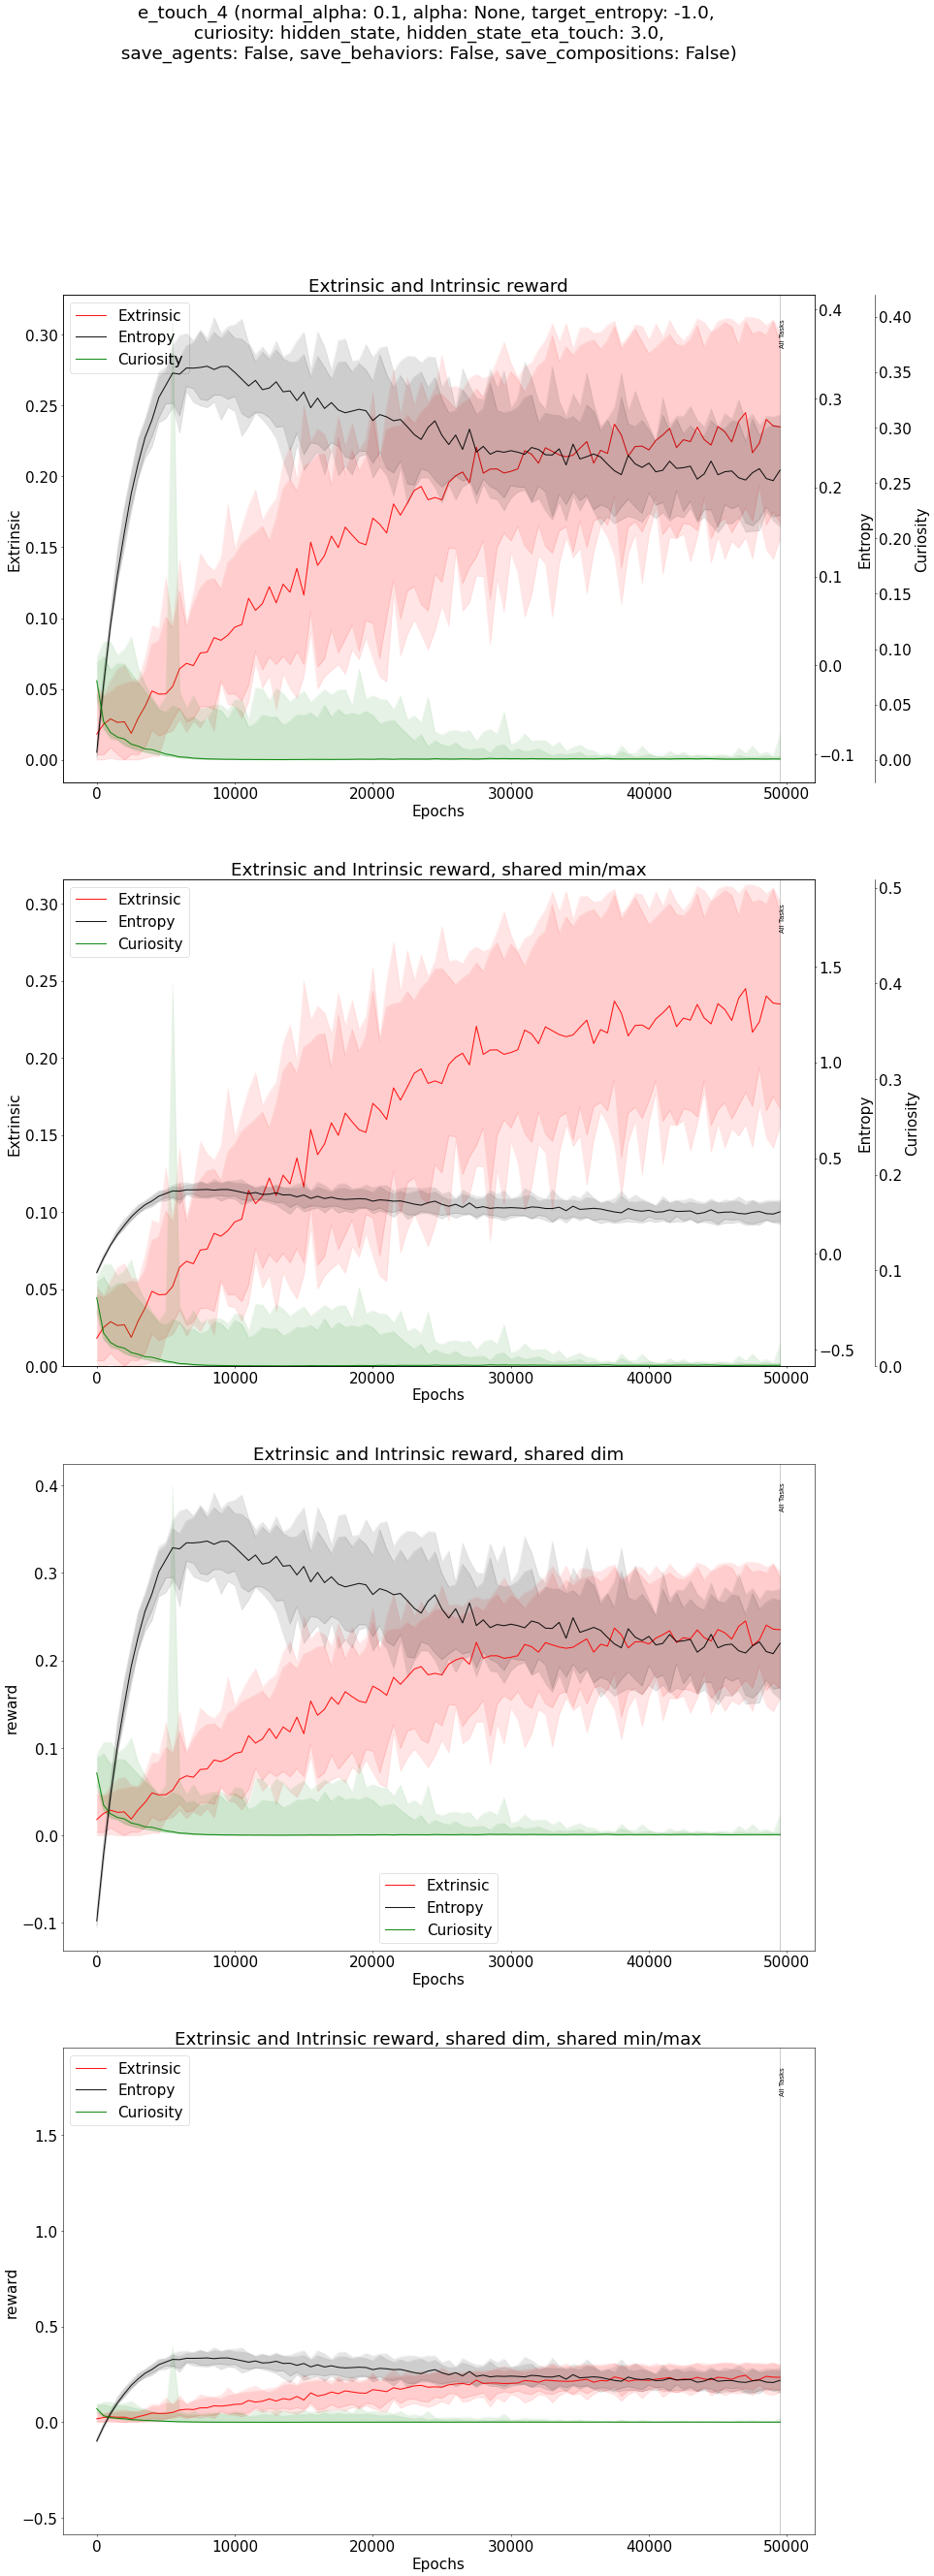 e_touch_4 (normal_alpha: 0.1, alpha: None, target_entropy: -1.0,
curiosity: hidden_state, hidden_state_eta_touch: 3.0,
save_agents: False, save_behaviors: False, save_compositions: False)
Extrinsic and Intrinsic reward
Extrinsic
Entropy
Curiosity
All Tasks
0.30
0.25
0.20
0.15
0.10
0.05
0.00
Extrinsic
0.4
0.3
0.2
0.1
0.0
−0.1
Entropy
0.40
0.35
0.30
0.25
0.20
0.15
0.10
0.05
0.00
Curiosity
0 10000 20000 30000 40000 50000
Epochs
Extrinsic and Intrinsic reward, shared min/max
Extrinsic
Entropy
Curiosity
All Tasks
0.30
0.25
0.20
0.15
0.10
0.05
0.00
Extrinsic
1.5
1.0
0.5
0.0
−0.5
Entropy
0.5
0.4
0.3
0.2
0.1
0.0
Curiosity
0 10000 20000 30000 40000 50000
Epochs
Extrinsic and Intrinsic reward, shared dim
All Tasks
0.4
0.3
0.2
0.1
0.0
−0.1
reward
Extrinsic
Entropy
Curiosity
0 10000 20000 30000 40000 50000
Epochs
Extrinsic and Intrinsic reward, shared dim, shared min/max
Extrinsic
Entropy
Curiosity
All Tasks
1.5
1.0
0.5
0.0
−0.5
reward
0 10000 20000 30000 40000 50000
Epochs